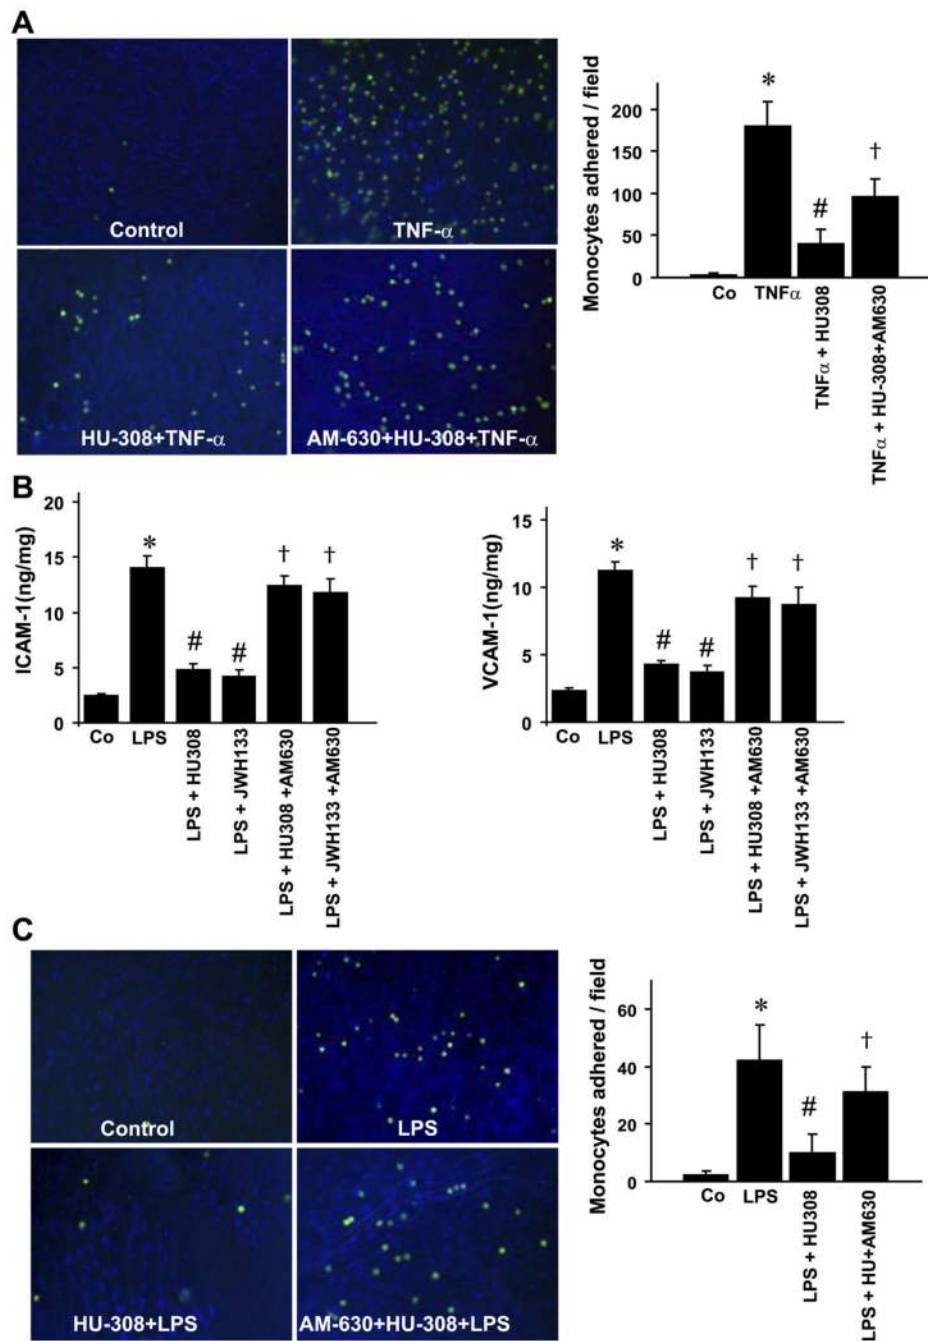 A
Control
TNF-α
HU-308+TNF-α
AM-630+HU-308+TNF-α
Monocytes adhered / field
200
150
100
50
0
*
#
†
Co
TNFα
TNFα + HU308
TNFα + HU-308+AM630
B
ICAM-1(ng/mg)
20
15
10
5
0
*
#
#
†
†
Co
LPS
LPS + HU308
LPS + JWH133
LPS + HU308 +AM630
LPS + JWH133 +AM630
VCAM-1(ng/mg)
15
10
5
0
*
#
#
†
†
Co
LPS
LPS + HU308
LPS + JWH133
LPS + HU308 +AM630
LPS + JWH133 +AM630
C
Control
LPS
HU-308+LPS
AM-630+HU-308+LPS
Monocytes adhered / field
60
40
20
0
*
#
†
Co
LPS
LPS + HU308
LPS + HU+AM630